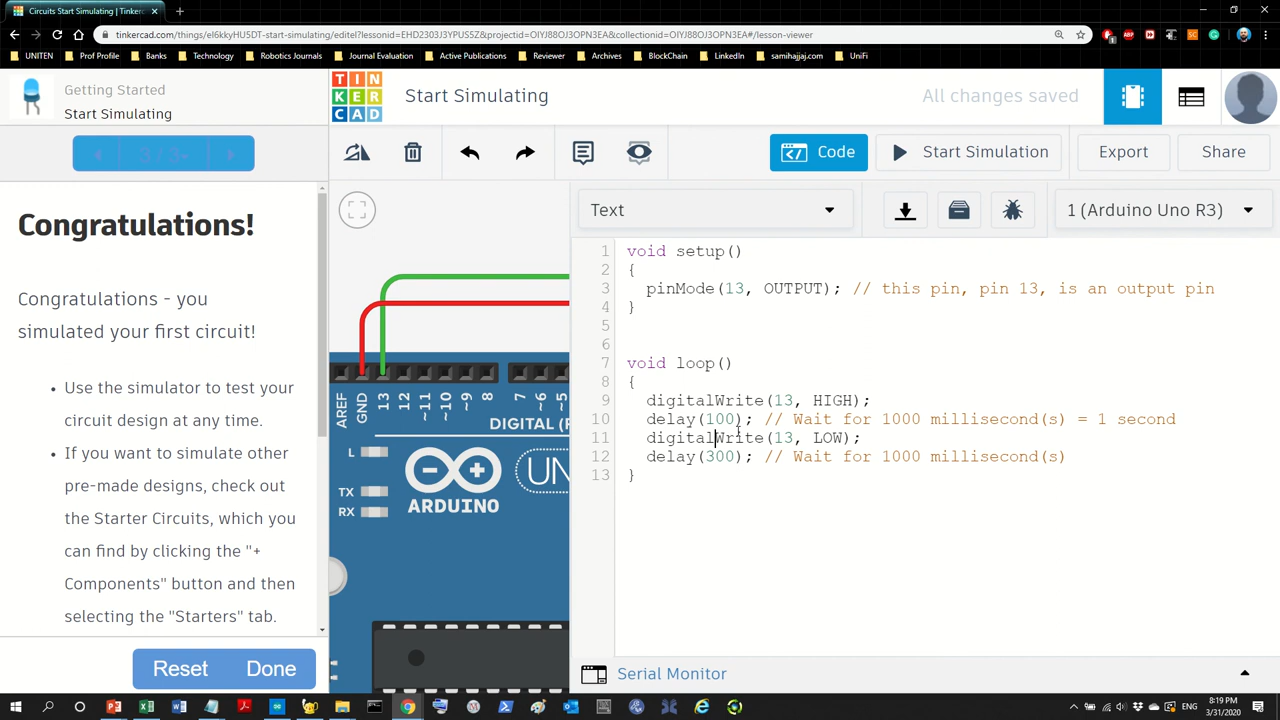 Circuits Start Simulating | Tinker
tinkercad.com/things/el6kkyHU5DT-start-simulating/editel?lessonid=EHD2303J3YPUS5Z&projectid=OIYJ88OJ3OPN3EA&collectionid=OIYJ88OJ3OPN3EA#/lesson-viewer
UNITEN Prof Profile Banks Technology Robotics Journals Journal Evaluation Active Publications Reviewer Archives BlockChain LinkedIn samihajjaj.com UniFi
Getting Started
Start Simulating
TINKERCAD
Start Simulating
All changes saved
3 / 3
Code
Start Simulation
Export
Share
Congratulations!
Congratulations - you
simulated your first circuit!
• Use the simulator to test your
circuit design at any time.
• If you want to simulate other
pre-made designs, check out
the Starter Circuits, which you
can find by clicking the "+
Components" button and then
selecting the "Starters" tab.
Reset Done
AREF GND 13 12 ~11 ~10 ~9 8 7 ~6 ~5
DIGITAL (
L
TX
RX
UN
ARDUINO
Text
1 (Arduino Uno R3)
1 void setup()
2 {
3 pinMode(13, OUTPUT); // this pin, pin 13, is an output pin
4 }
5
6
7 void loop()
8 {
9 digitalWrite(13, HIGH);
10 delay(100); // Wait for 1000 millisecond(s) = 1 second
11 digitalWrite(13, LOW);
12 delay(300); // Wait for 1000 millisecond(s)
13 }
Serial Monitor
ENG
8:19 PM
3/31/2020